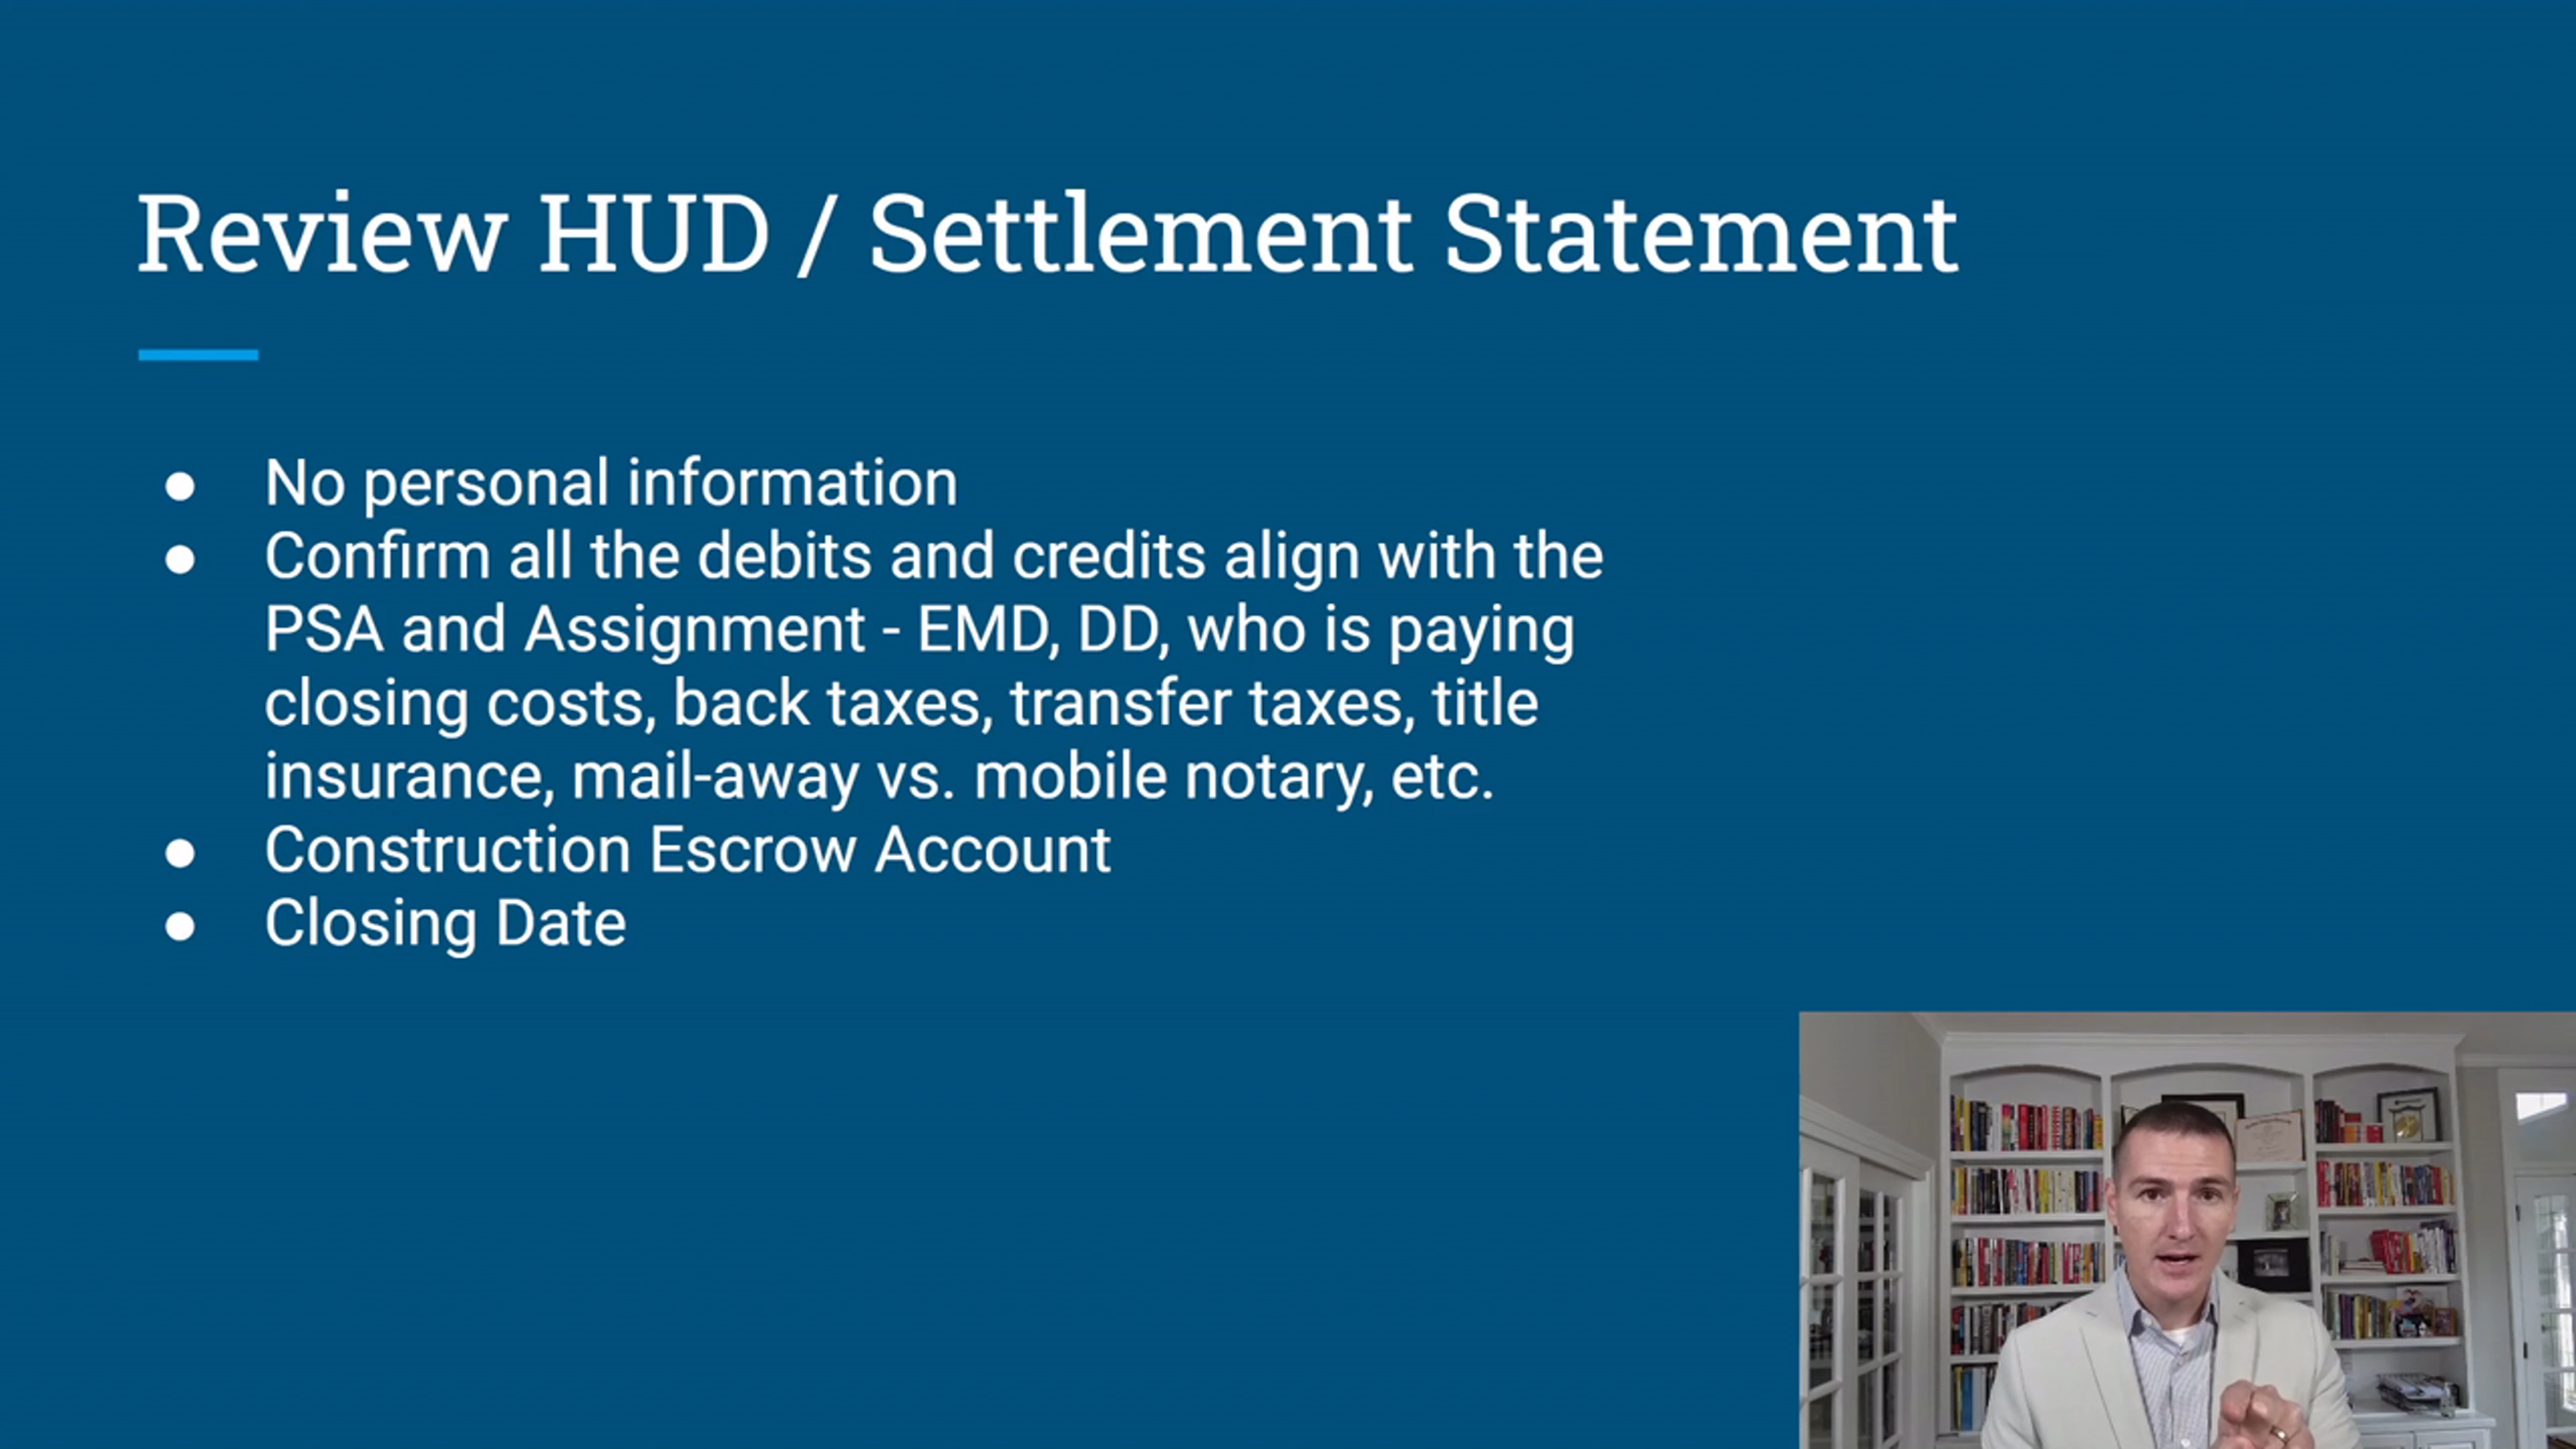 Review HUD / Settlement Statement
● No personal information
● Confirm all the debits and credits align with the
PSA and Assignment - EMD, DD, who is paying
closing costs, back taxes, transfer taxes, title
insurance, mail-away vs. mobile notary, etc.
● Construction Escrow Account
● Closing Date